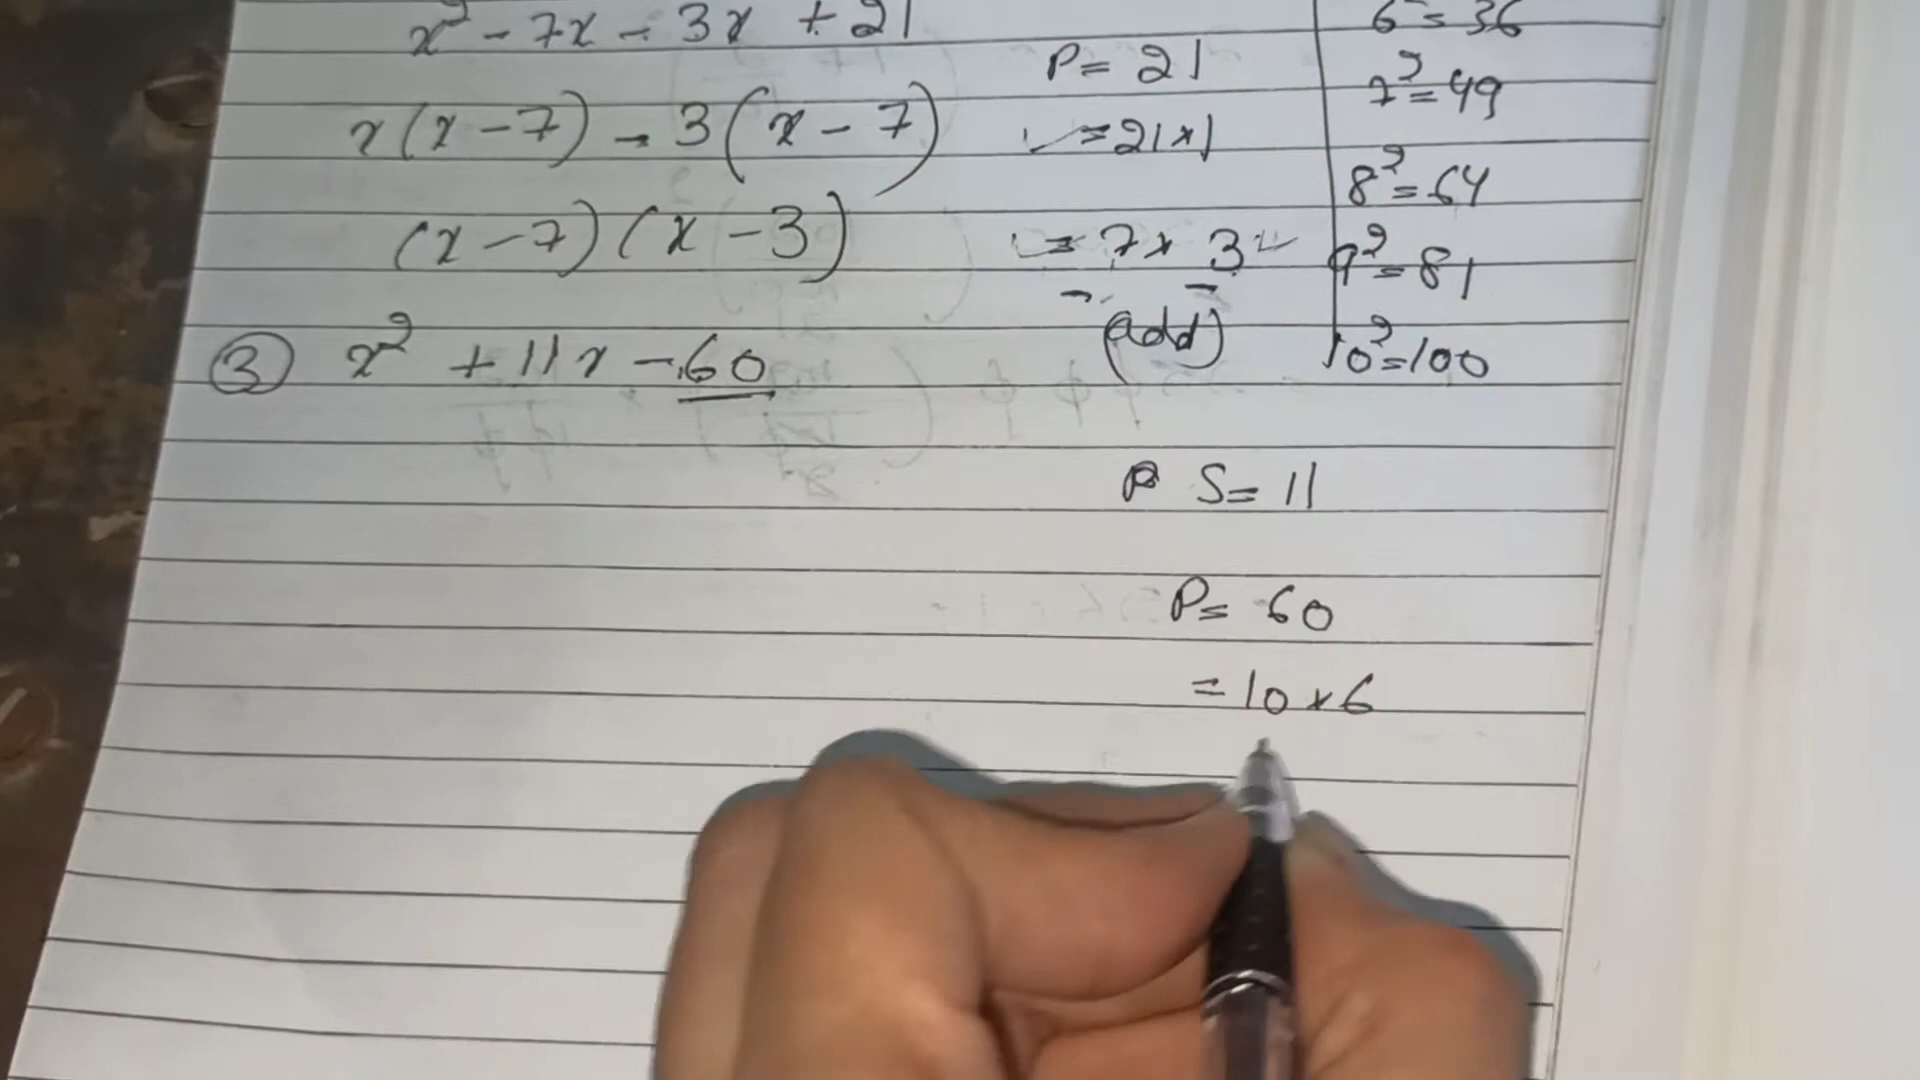 x² - 7x - 3x + 21
x(x-7) - 3(x-7)
(x-7)(x-3)
P = 21
✓ = 21×1
✓ = 7 × 3 ✓
- -
(add)
6² = 36
7² = 49
8² = 64
9² = 81
10² = 100
③ x² + 11x - 60
P S = 11
P = 60
= 10 × 6